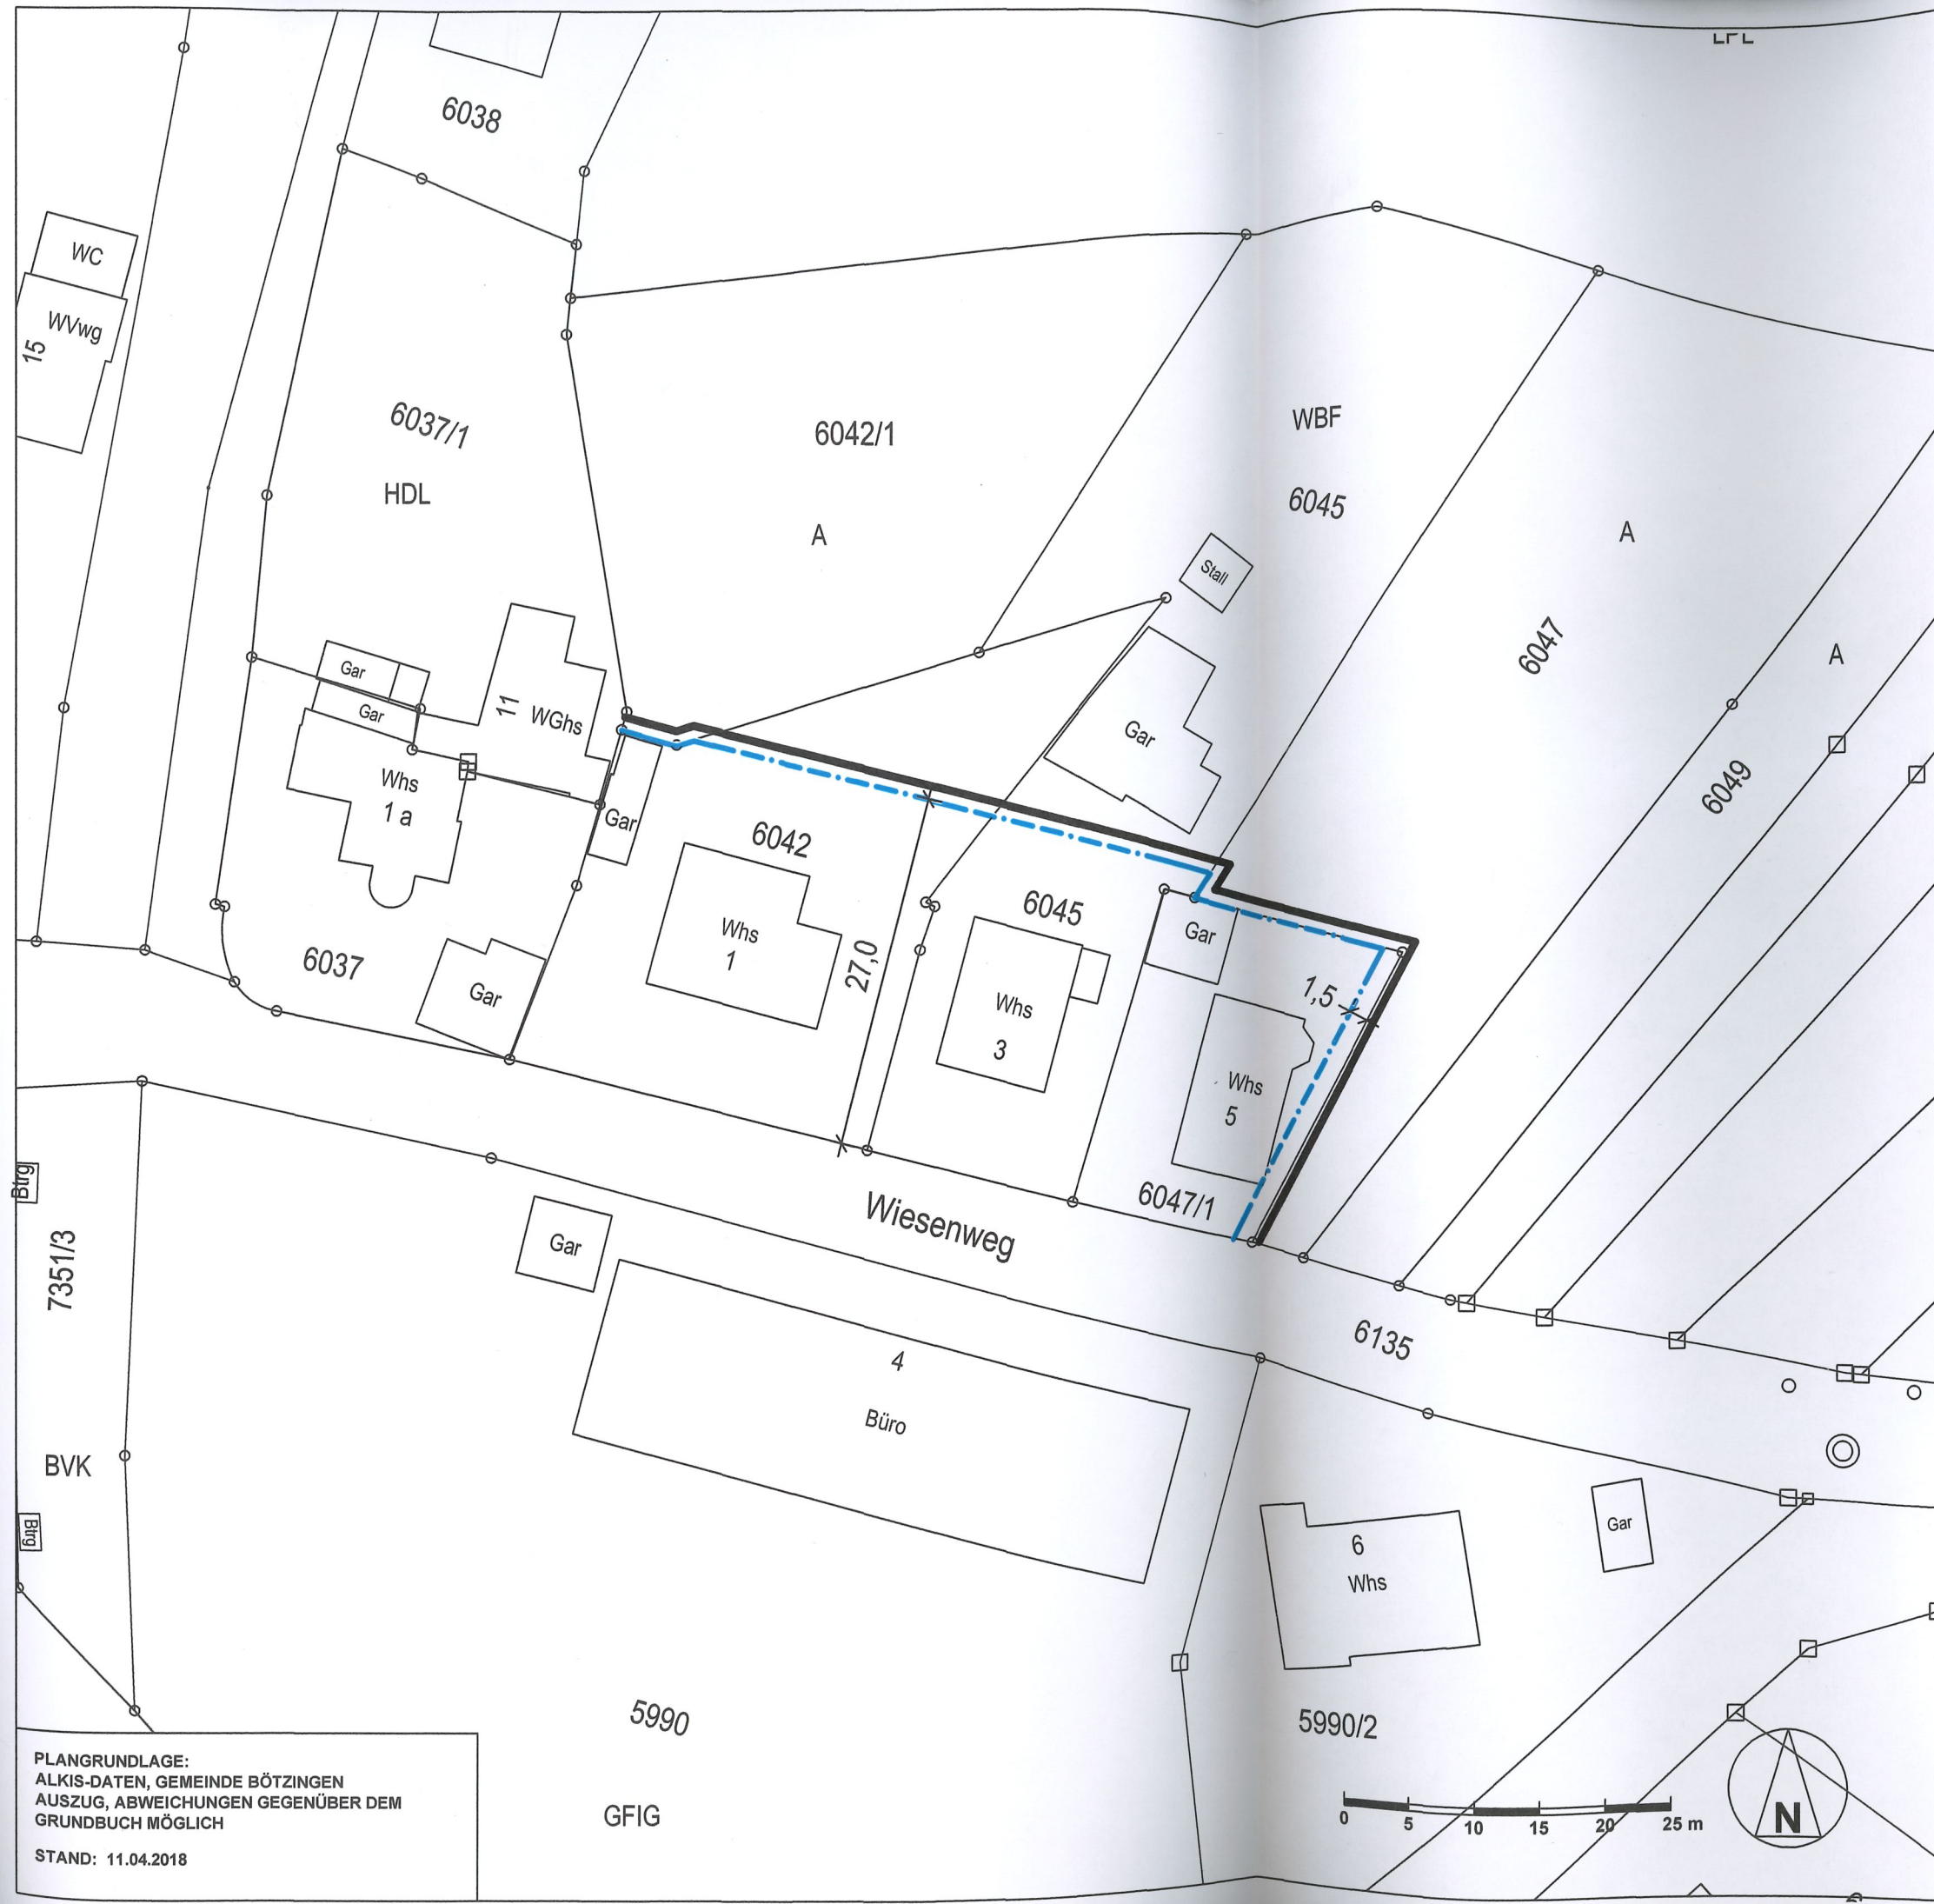 6038
WC
WVwg
15
6037/1
HDL
6042/1
A
WBF
6045
A
Stall
6047
A
6049
Gar
Gar
11
WGhs
Gar
Whs
1 a
Gar
6042
Gar
Whs
1
27,0
6045
Gar
Whs
3
1,5
6037
Gar
Whs
5
6047/1
Btrg
Wiesenweg
7351/3
Gar
6135
4
Büro
BVK
Btrg
6
Whs
Gar
5990
5990/2
GFIG
PLANGRUNDLAGE:
ALKIS-DATEN, GEMEINDE BÖTZINGEN
AUSZUG, ABWEICHUNGEN GEGENÜBER DEM
GRUNDBUCH MÖGLICH
STAND: 11.04.2018
0 5 10 15 20 25 m
N